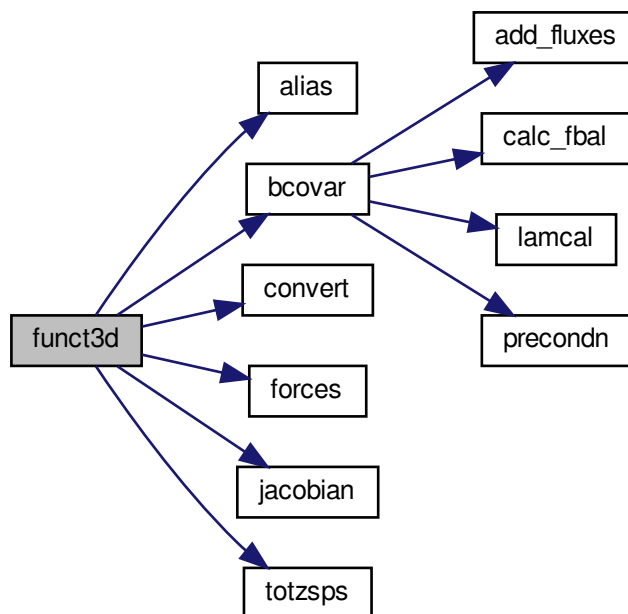 add_fluxes
alias
calc_fbal
bcovar
lamcal
convert
funct3d
precondn
forces
jacobian
totzsps